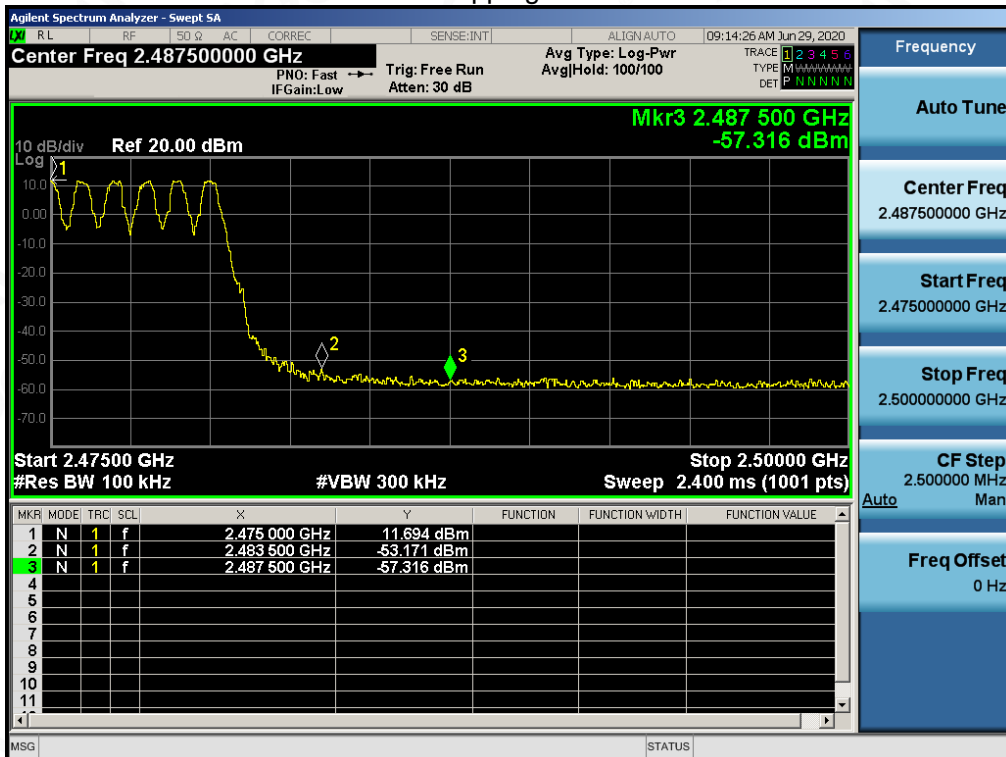 pping
Agilent Spectrum Analyzer - Swept SA
LXI RL RF 50 Ω AC CORREC SENSE:INT ALIGN AUTO 09:14:26 AM Jun 29, 2020
Center Freq 2.487500000 GHz
PNO: Fast
IFGain:Low
Trig: Free Run
Atten: 30 dB
Avg Type: Log-Pwr
Avg|Hold: 100/100
TRACE 1 2 3 4 5 6
TYPE M WWWWW
DET P N N N N N
Mkr3 2.487 500 GHz
-57.316 dBm
10 dB/div Ref 20.00 dBm
Log
10.0
0.00
-10.0
-20.0
-30.0
-40.0
-50.0
-60.0
-70.0
1
2
3
Start 2.47500 GHz Stop 2.50000 GHz
#Res BW 100 kHz #VBW 300 kHz Sweep 2.400 ms (1001 pts)
MKR MODE TRC SCL X Y FUNCTION FUNCTION WIDTH FUNCTION VALUE
1 N 1 f 2.475 000 GHz 11.694 dBm
2 N 1 f 2.483 500 GHz -53.171 dBm
3 N 1 f 2.487 500 GHz -57.316 dBm
4
5
6
7
8
9
10
11
MSG STATUS
Frequency
Auto Tune
Center Freq
2.487500000 GHz
Start Freq
2.475000000 GHz
Stop Freq
2.500000000 GHz
CF Step
2.500000 MHz
Auto Man
Freq Offset
0 Hz